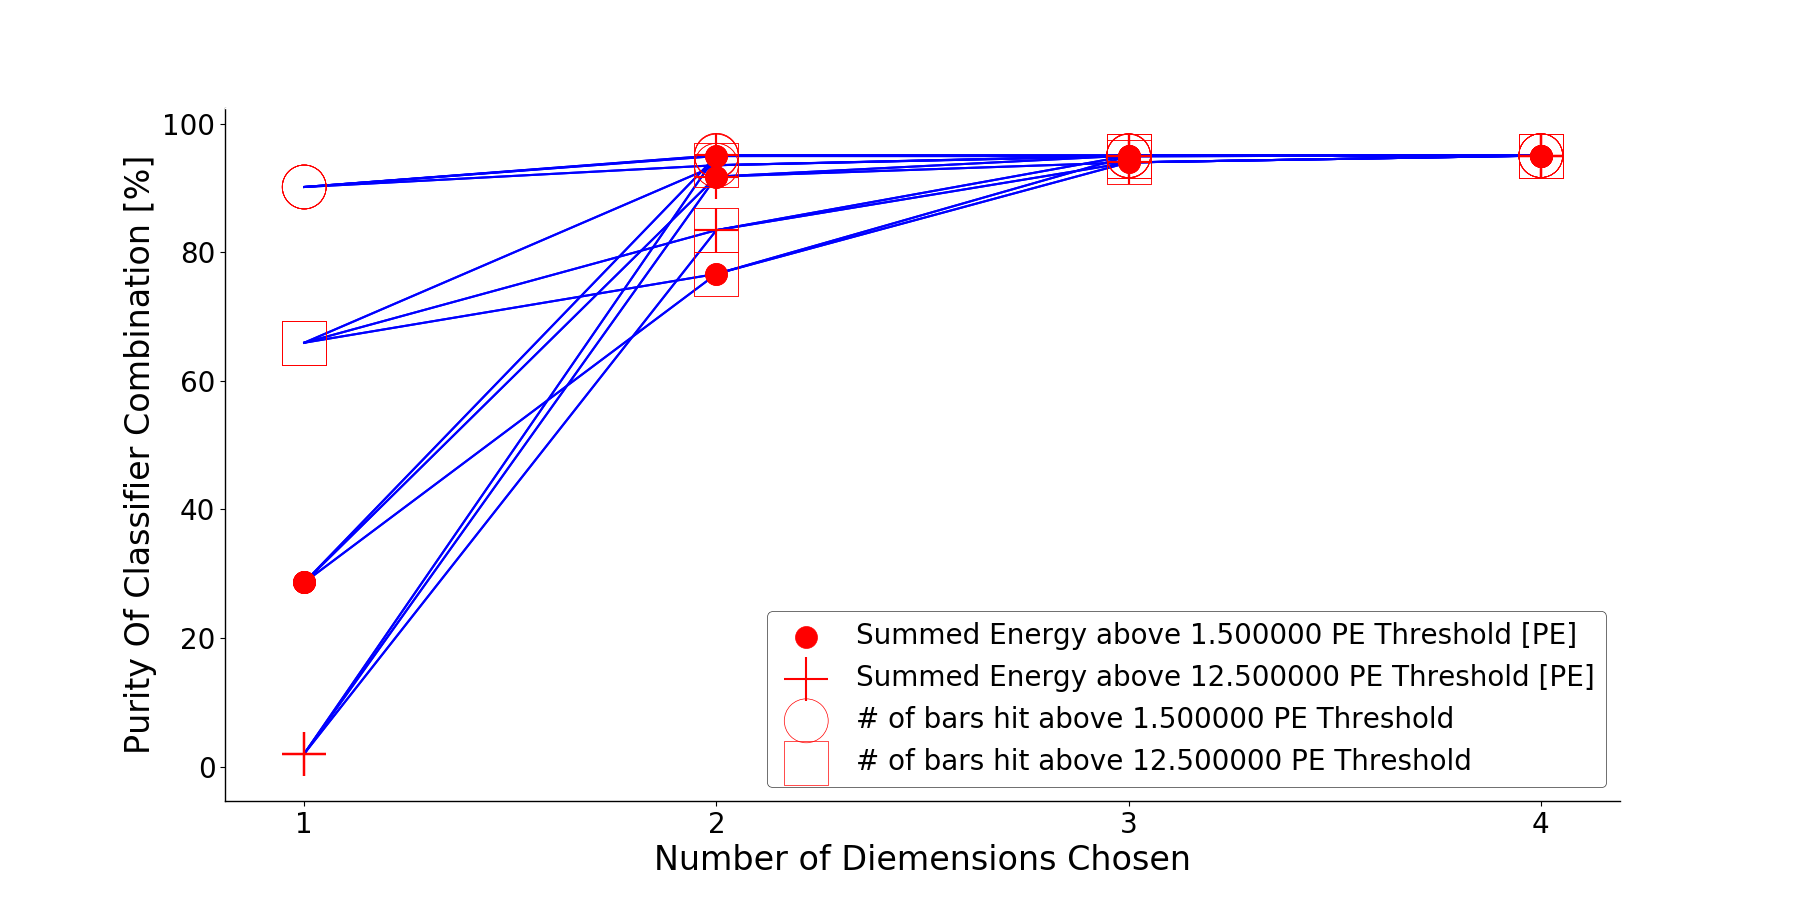 100
80
60
40
20
0
Purity Of Classifier Combination [%]
Summed Energy above 1.500000 PE Threshold [PE]
Summed Energy above 12.500000 PE Threshold [PE]
# of bars hit above 1.500000 PE Threshold
# of bars hit above 12.500000 PE Threshold
1 2 3 4
Number of Diemensions Chosen